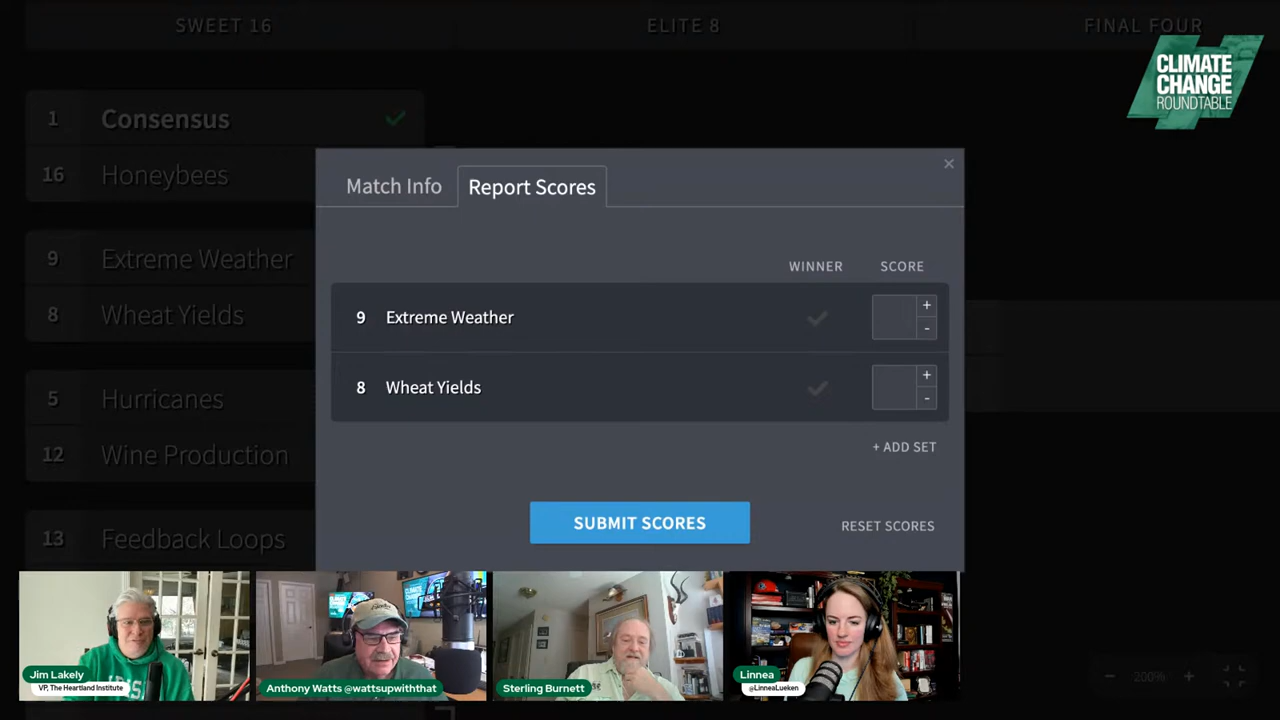 SWEET 16
ELITE 8
FINAL FOUR
CLIMATE
CHANGE
ROUNDTABLE
1 Consensus
16 Honeybees
9 Extreme Weather
8 Wheat Yields
5 Hurricanes
12 Wine Production
13 Feedback Loops
Match Info
Report Scores
×
WINNER
SCORE
9 Extreme Weather
+
-
8 Wheat Yields
+
-
+ ADD SET
SUBMIT SCORES
RESET SCORES
Jim Lakely
VP, The Heartland Institute
Anthony Watts @wattsupwiththat
Sterling Burnett
Linnea
@LinneaLueken
- 200% +